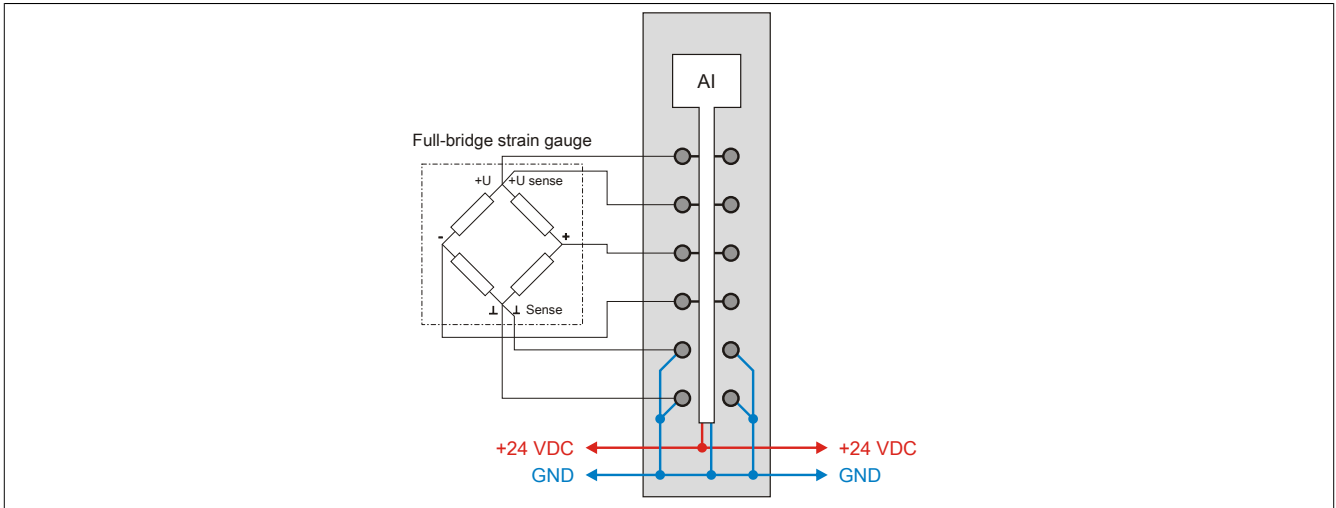 AI
Full-bridge strain gauge
+U +U sense
- +
⊥ ⊥ Sense
+24 VDC +24 VDC
GND GND